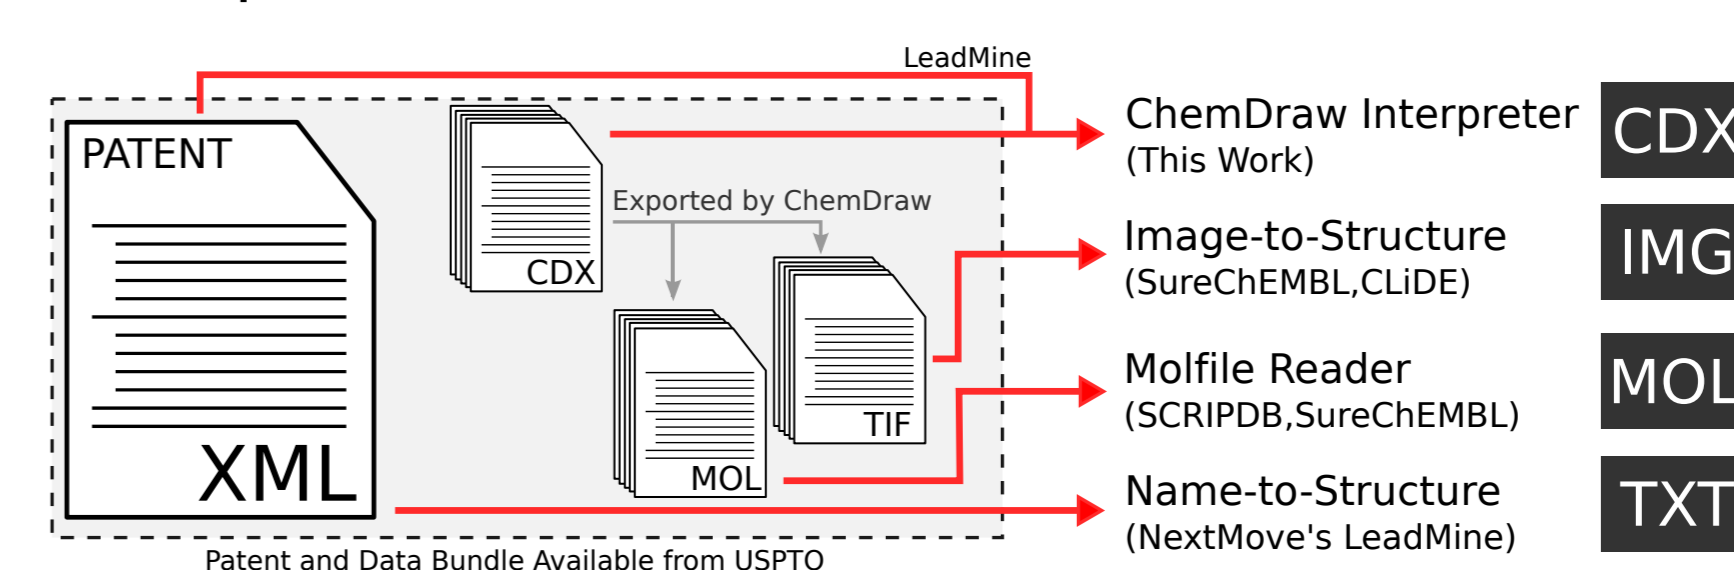 LeadMine
PATENT
XML
CDX
Exported by ChemDraw
MOL
TIF
Patent and Data Bundle Available from USPTO
ChemDraw Interpreter
(This Work)
CDX
Image-to-Structure
(SureChEMBL,CLiDE)
IMG
Molfile Reader
(SCRIPDB,SureChEMBL)
MOL
Name-to-Structure
(NextMove's LeadMine)
TXT